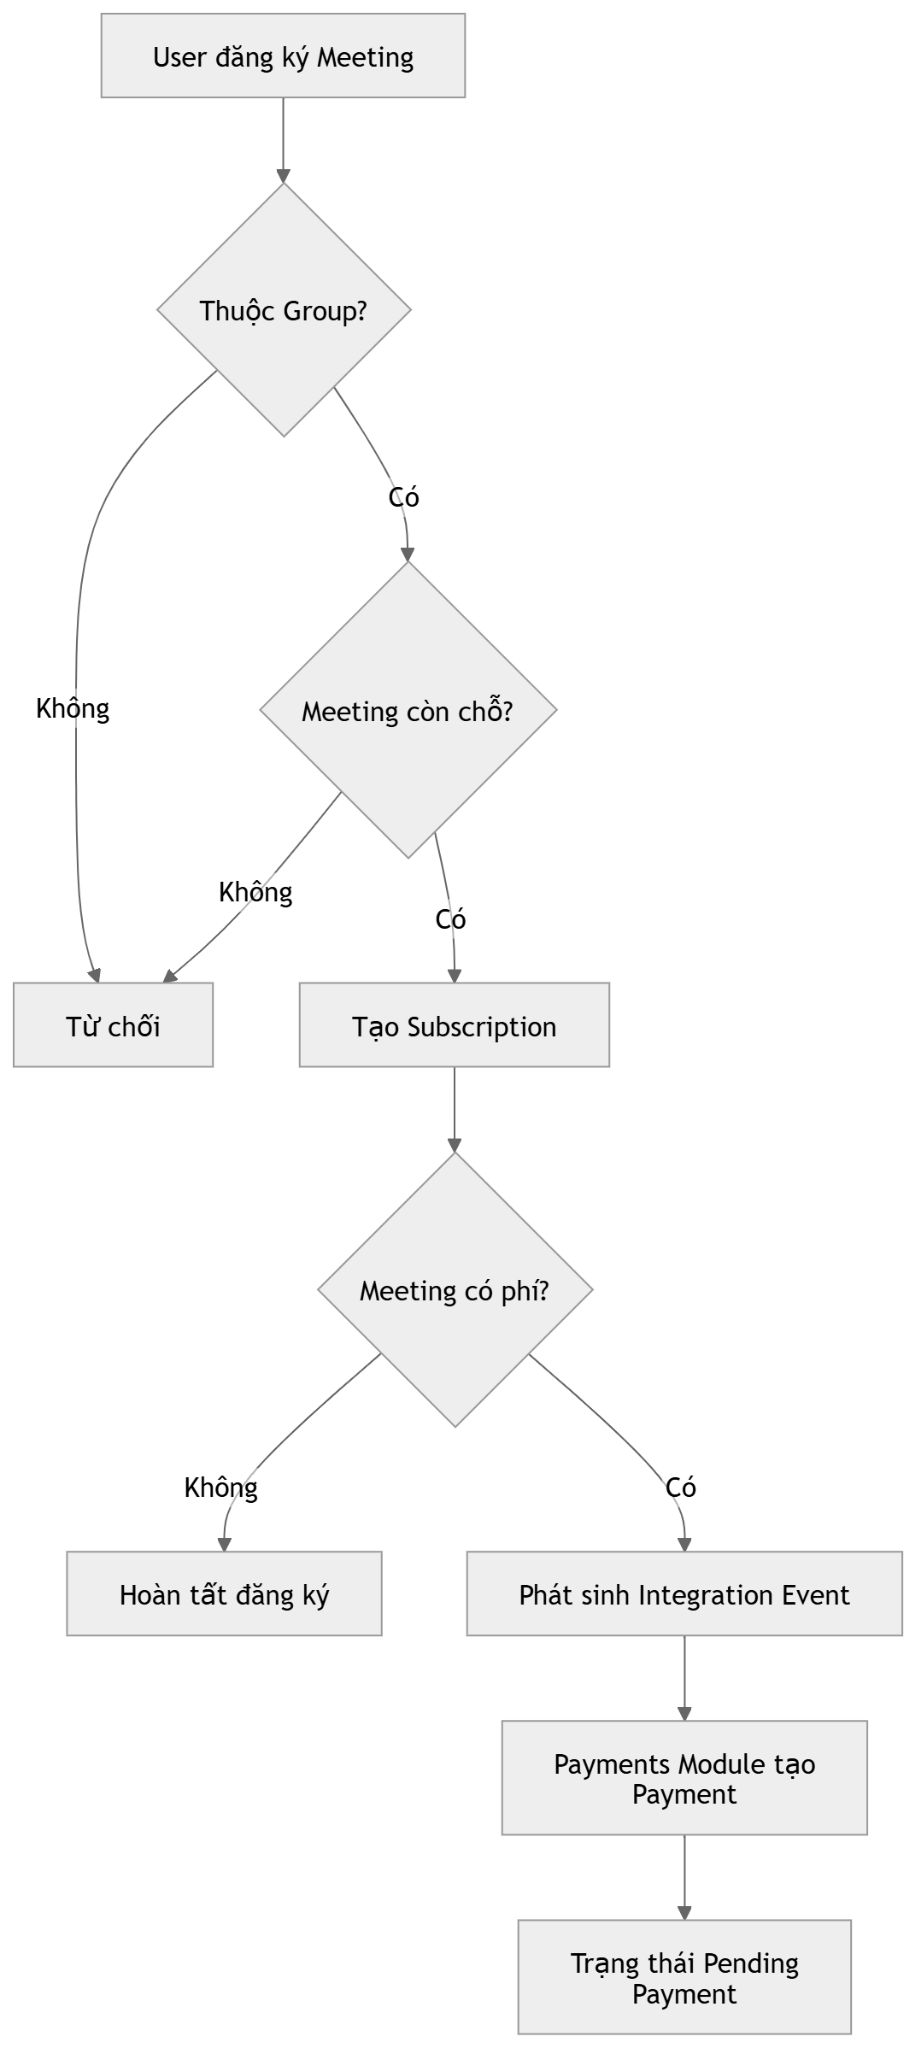 User đăng ký Meeting
Thuộc Group?
Có
Không
Meeting còn chỗ?
Không
Có
Từ chối
Tạo Subscription
Meeting có phí?
Không
Có
Hoàn tất đăng ký
Phát sinh Integration Event
Payments Module tạo
Payment
Trạng thái Pending
Payment